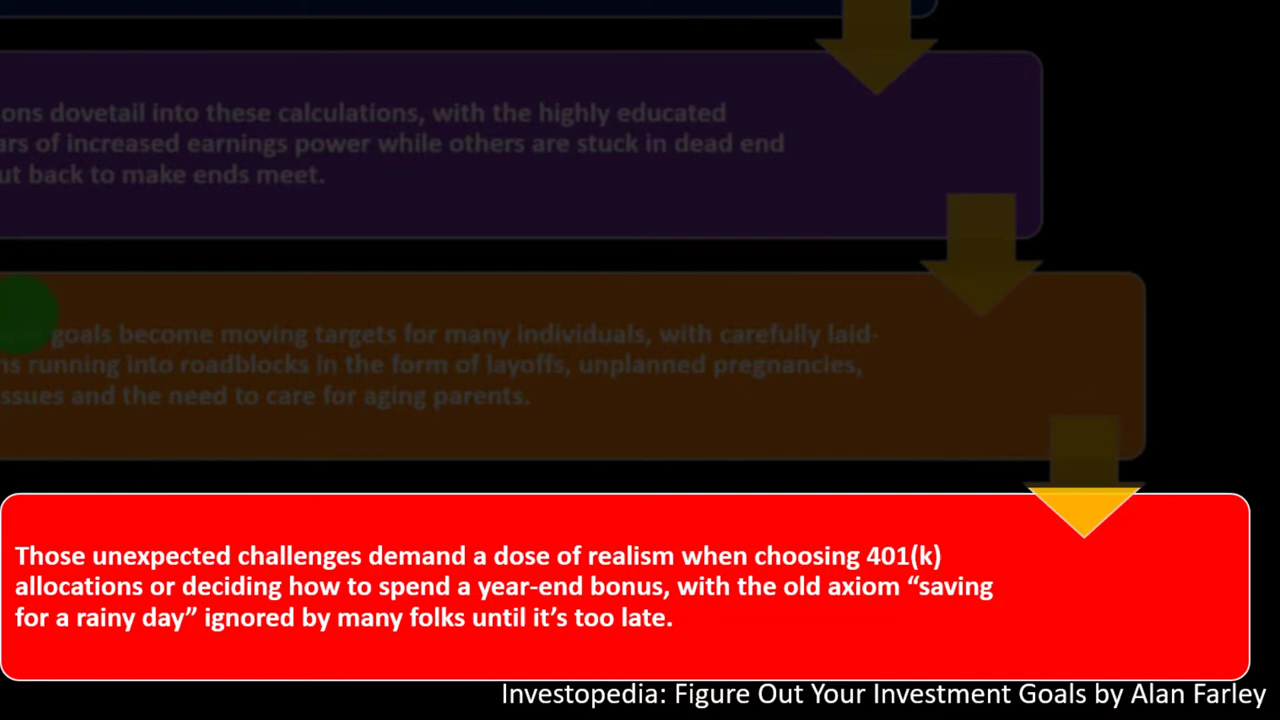 ons dovetail into these calculations, with the highly educated
ars of increased earnings power while others are stuck in dead end
ut back to make ends meet.
goals become moving targets for many individuals, with carefully laid-
ns running into roadblocks in the form of layoffs, unplanned pregnancies,
ssues and the need to care for aging parents.
Those unexpected challenges demand a dose of realism when choosing 401(k)
allocations or deciding how to spend a year-end bonus, with the old axiom “saving
for a rainy day” ignored by many folks until it’s too late.
Investopedia: Figure Out Your Investment Goals by Alan Farley